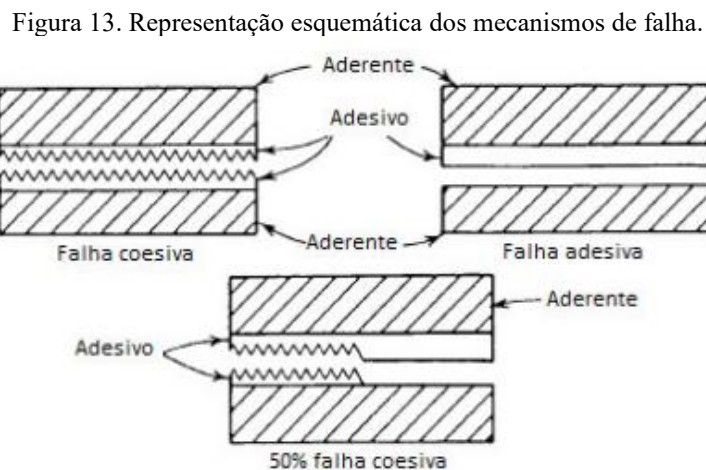 Figura 13. Representação esquemática dos mecanismos de falha.
Aderente
Adesivo
Aderente
Falha coesiva
Falha adesiva
Aderente
Adesivo
50% falha coesiva